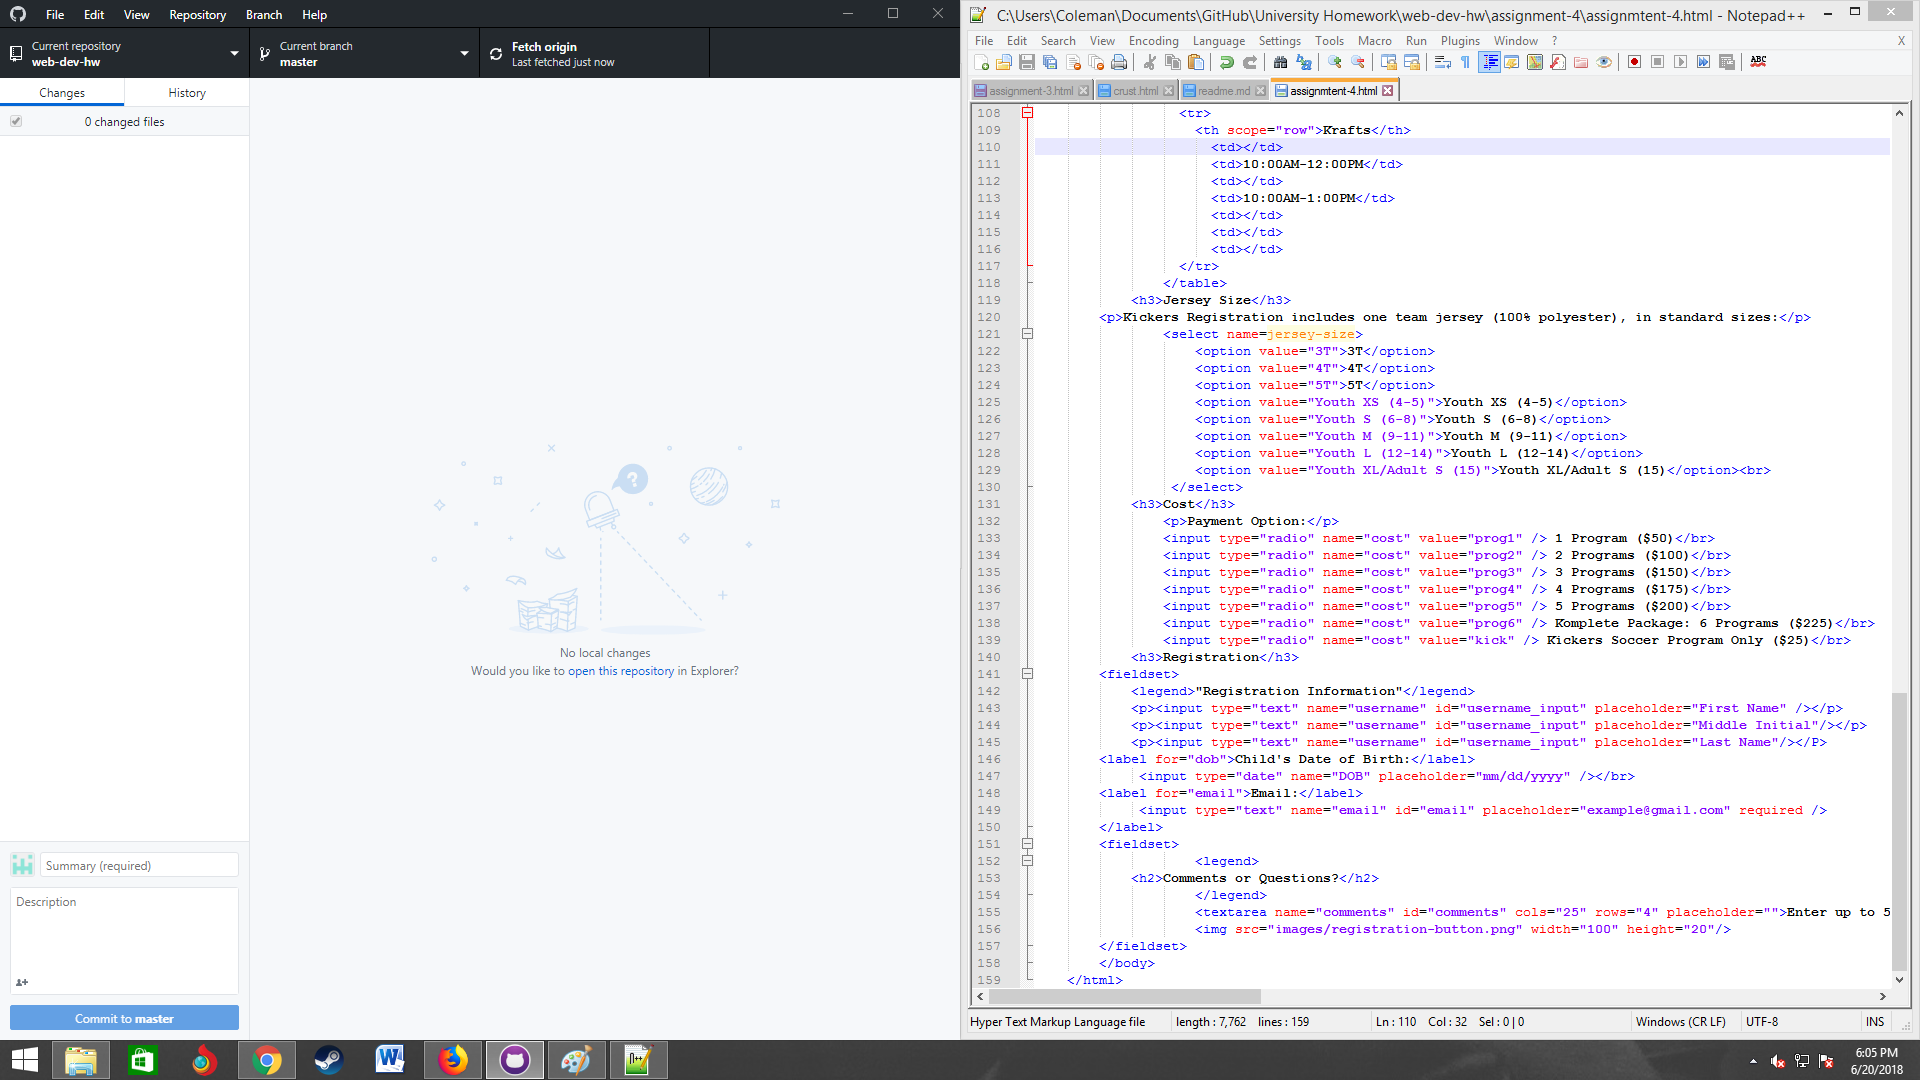 File Edit View Repository Branch Help
Current repository
web-dev-hw
Current branch
master
Fetch origin
Last fetched just now
Changes History
0 changed files
?
No local changes
Would you like to open this repository in Explorer?
Summary (required)
Description
Commit to master
C:\Users\Coleman\Documents\GitHub\University Homework\web-dev-hw\assignment-4\assignmtent-4.html - Notepad++
File Edit Search View Encoding Language Settings Tools Macro Run Plugins Window ? X
assignment-3.html crust.html readme.md assignmtent-4.html
108 <tr>
109 <th scope="row">Krafts</th>
110 <td></td>
111 <td>10:00AM-12:00PM</td>
112 <td></td>
113 <td>10:00AM-1:00PM</td>
114 <td></td>
115 <td></td>
116 <td></td>
117 </tr>
118 </table>
119 <h3>Jersey Size</h3>
120 <p>Kickers Registration includes one team jersey (100% polyester), in standard sizes:</p>
121 <select name=jersey-size>
122 <option value="3T">3T</option>
123 <option value="4T">4T</option>
124 <option value="5T">5T</option>
125 <option value="Youth XS (4-5)">Youth XS (4-5)</option>
126 <option value="Youth S (6-8)">Youth S (6-8)</option>
127 <option value="Youth M (9-11)">Youth M (9-11)</option>
128 <option value="Youth L (12-14)">Youth L (12-14)</option>
129 <option value="Youth XL/Adult S (15)">Youth XL/Adult S (15)</option><br>
130 </select>
131 <h3>Cost</h3>
132 <p>Payment Option:</p>
133 <input type="radio" name="cost" value="prog1" /> 1 Program ($50)</br>
134 <input type="radio" name="cost" value="prog2" /> 2 Programs ($100)</br>
135 <input type="radio" name="cost" value="prog3" /> 3 Programs ($150)</br>
136 <input type="radio" name="cost" value="prog4" /> 4 Programs ($175)</br>
137 <input type="radio" name="cost" value="prog5" /> 5 Programs ($200)</br>
138 <input type="radio" name="cost" value="prog6" /> Komplete Package: 6 Programs ($225)</br>
139 <input type="radio" name="cost" value="kick" /> Kickers Soccer Program Only ($25)</br>
140 <h3>Registration</h3>
141 <fieldset>
142 <legend>"Registration Information"</legend>
143 <p><input type="text" name="username" id="username_input" placeholder="First Name" /></p>
144 <p><input type="text" name="username" id="username_input" placeholder="Middle Initial"/></p>
145 <p><input type="text" name="username" id="username_input" placeholder="Last Name"/></P>
146 <label for="dob">Child's Date of Birth:</label>
147 <input type="date" name="DOB" placeholder="mm/dd/yyyy" /></br>
148 <label for="email">Email:</label>
149 <input type="text" name="email" id="email" placeholder="example@gmail.com" required />
150 </label>
151 <fieldset>
152 <legend>
153 <h2>Comments or Questions?</h2>
154 </legend>
155 <textarea name="comments" id="comments" cols="25" rows="4" placeholder="">Enter up to 5
156 <img src="images/registration-button.png" width="100" height="20"/>
157 </fieldset>
158 </body>
159 </html>
Hyper Text Markup Language file length : 7,762 lines : 159 Ln : 110 Col : 32 Sel : 0 | 0 Windows (CR LF) UTF-8 INS
6:05 PM
6/20/2018